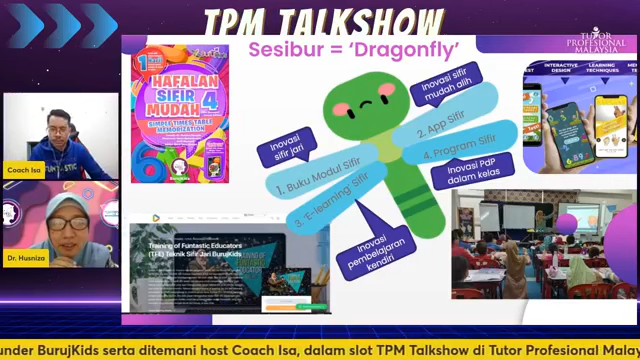 TPM TALKSHOW
Sesibur = 'Dragonfly'
TUTOR
PROFESIONAL
MALAYSIA
HAFALAN
SIFIR
MUDAH
4
SIMPLE TIMES TABLE
MEMORIZATION
Inovasi sifir
mudah alih
INTERACTIVE
DESIGN
LEARNING
TECHNIQUES
Inovasi
sifir jari
2. App Sifir
4. Program Sifir
1. Buku Modul Sifir
3. 'E-learning Sifir
Inovasi PdP
dalam kelas
Inovasi
pembelajaran
kendiri
Coach Isa
Dr. Husniza
Training of Funtastic Educators
(TFE) Teknik Sifir Jari BurujKids
under BurujKids serta ditemani host Coach Isa, dalam slot TPM Talkshow di Tutor Profesional Malay